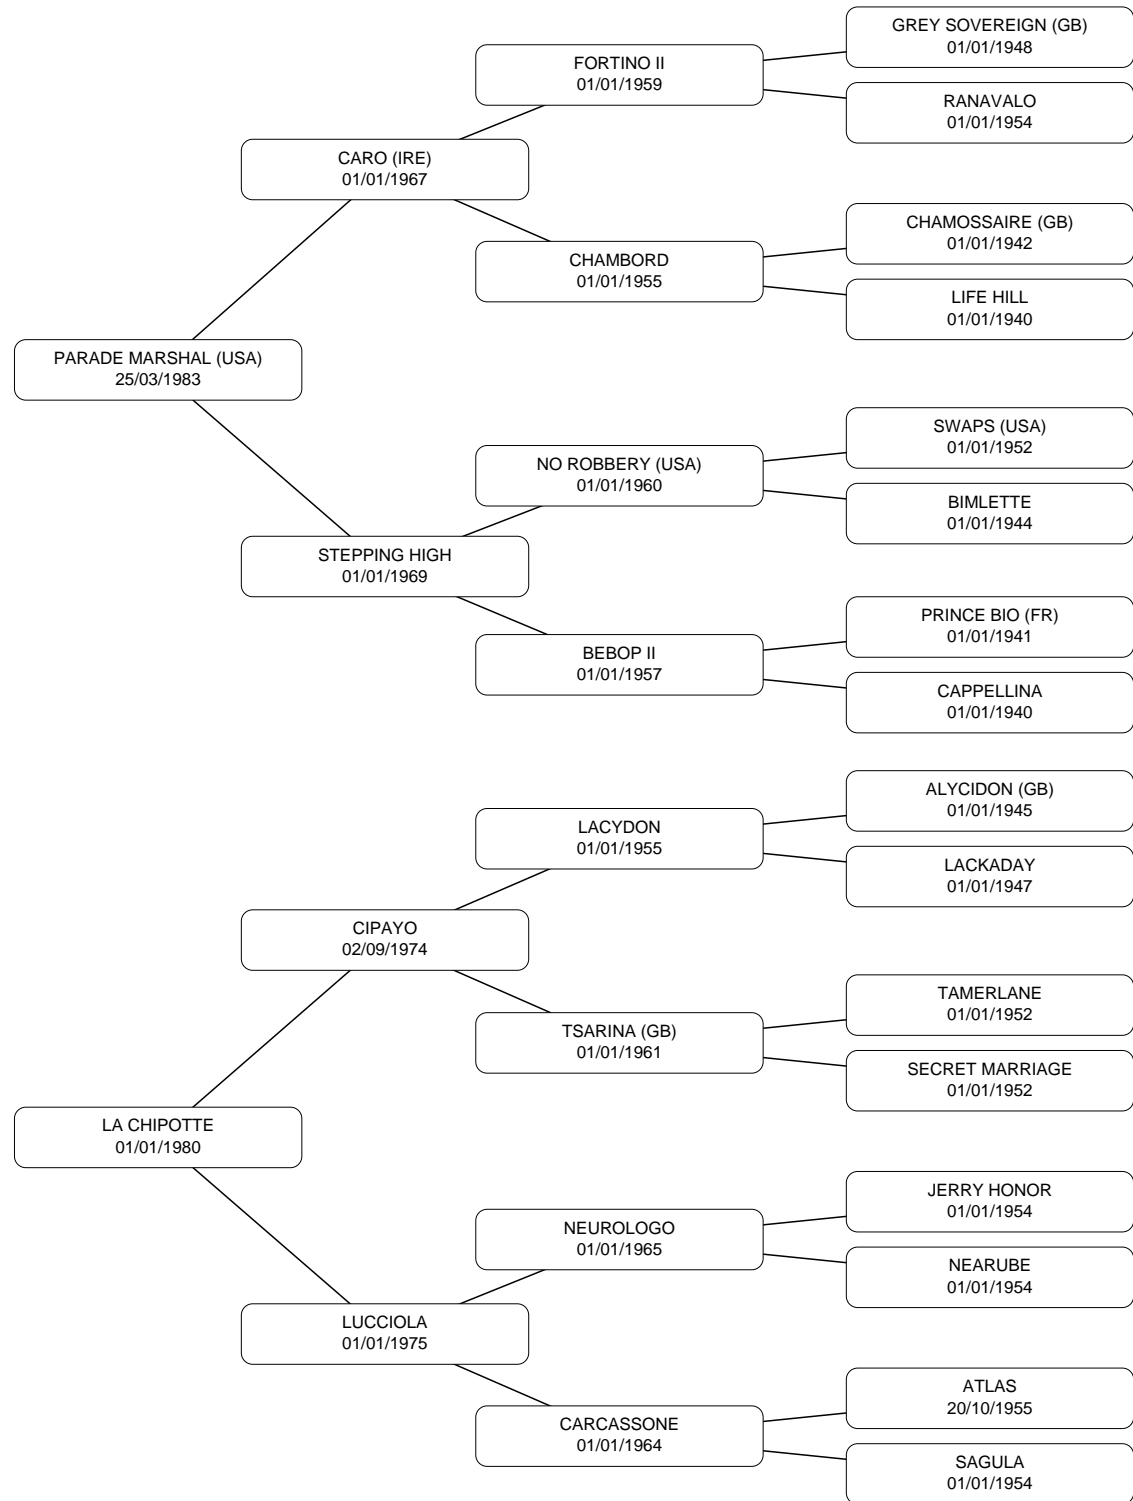 GREY SOVEREIGN (GB)
01/01/1948
FORTINO II
01/01/1959
RANAVALO
01/01/1954
CARO (IRE)
01/01/1967
CHAMOSSAIRE (GB)
01/01/1942
CHAMBORD
01/01/1955
LIFE HILL
01/01/1940
PARADE MARSHAL (USA)
25/03/1983
SWAPS (USA)
01/01/1952
NO ROBBERY (USA)
01/01/1960
BIMLETTE
01/01/1944
STEPPING HIGH
01/01/1969
PRINCE BIO (FR)
01/01/1941
BEBOP II
01/01/1957
CAPPELLINA
01/01/1940
ALYCIDON (GB)
01/01/1945
LACYDON
01/01/1955
LACKADAY
01/01/1947
CIPAYO
02/09/1974
TAMERLANE
01/01/1952
TSARINA (GB)
01/01/1961
SECRET MARRIAGE
01/01/1952
LA CHIPOTTE
01/01/1980
JERRY HONOR
01/01/1954
NEUROLOGO
01/01/1965
NEARUBE
01/01/1954
LUCCIOLA
01/01/1975
ATLAS
20/10/1955
CARCASSONE
01/01/1964
SAGULA
01/01/1954